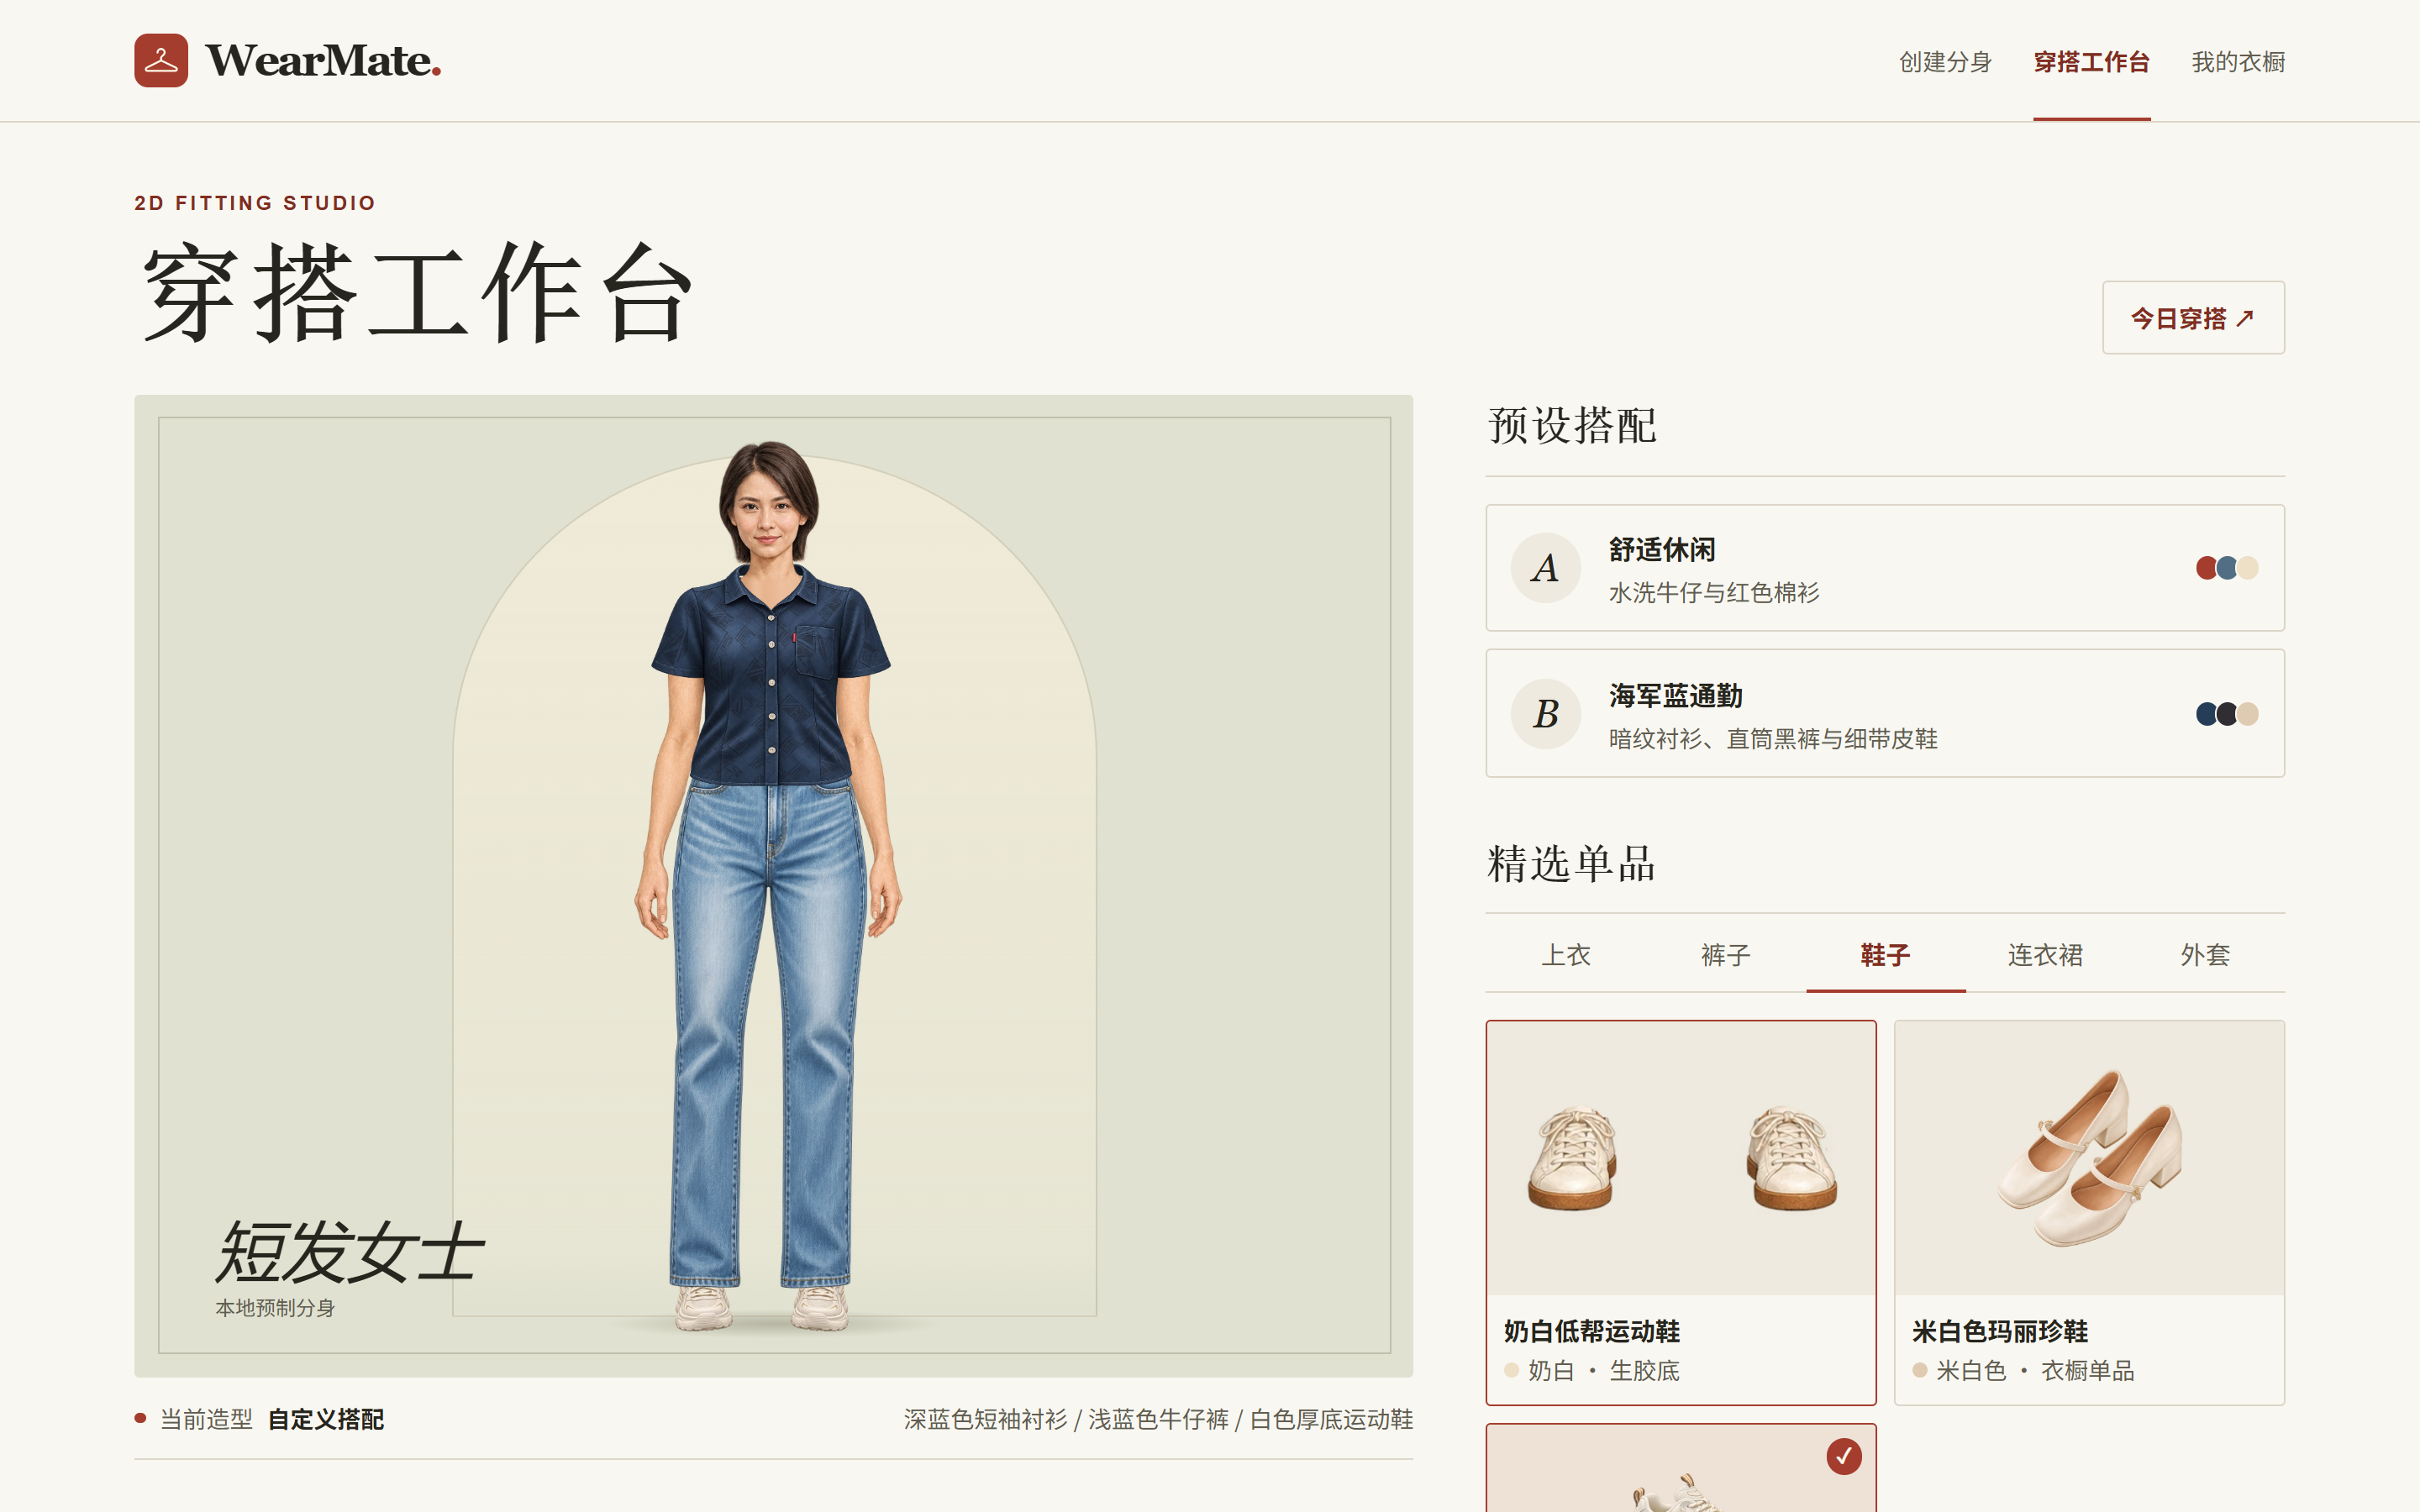 WearMate.
创建分身
穿搭工作台
我的衣橱
2D FITTING STUDIO
穿搭工作台
今日穿搭 ↗
短发女士
本地预制分身
当前造型 自定义搭配
深蓝色短袖衬衫 / 浅蓝色牛仔裤 / 白色厚底运动鞋
预设搭配
A
舒适休闲
水洗牛仔与红色棉衫
B
海军蓝通勤
暗纹衬衫、直筒黑裤与细带皮鞋
精选单品
上衣
裤子
鞋子
连衣裙
外套
奶白低帮运动鞋
奶白 · 生胶底
米白色玛丽珍鞋
米白色 · 衣橱单品